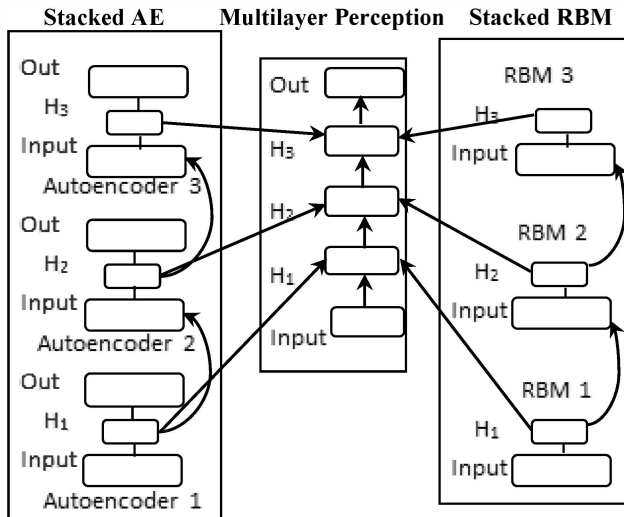 Stacked AE
Multilayer Perception
Stacked RBM
Out
H₃
Input
Autoencoder 3
Out
H₂
Input
Autoencoder 2
Out
H₁
Input
Autoencoder 1
Out
H₃
H₂
H₁
Input
RBM 3
H₃
Input
RBM 2
H₂
Input
RBM 1
H₁
Input